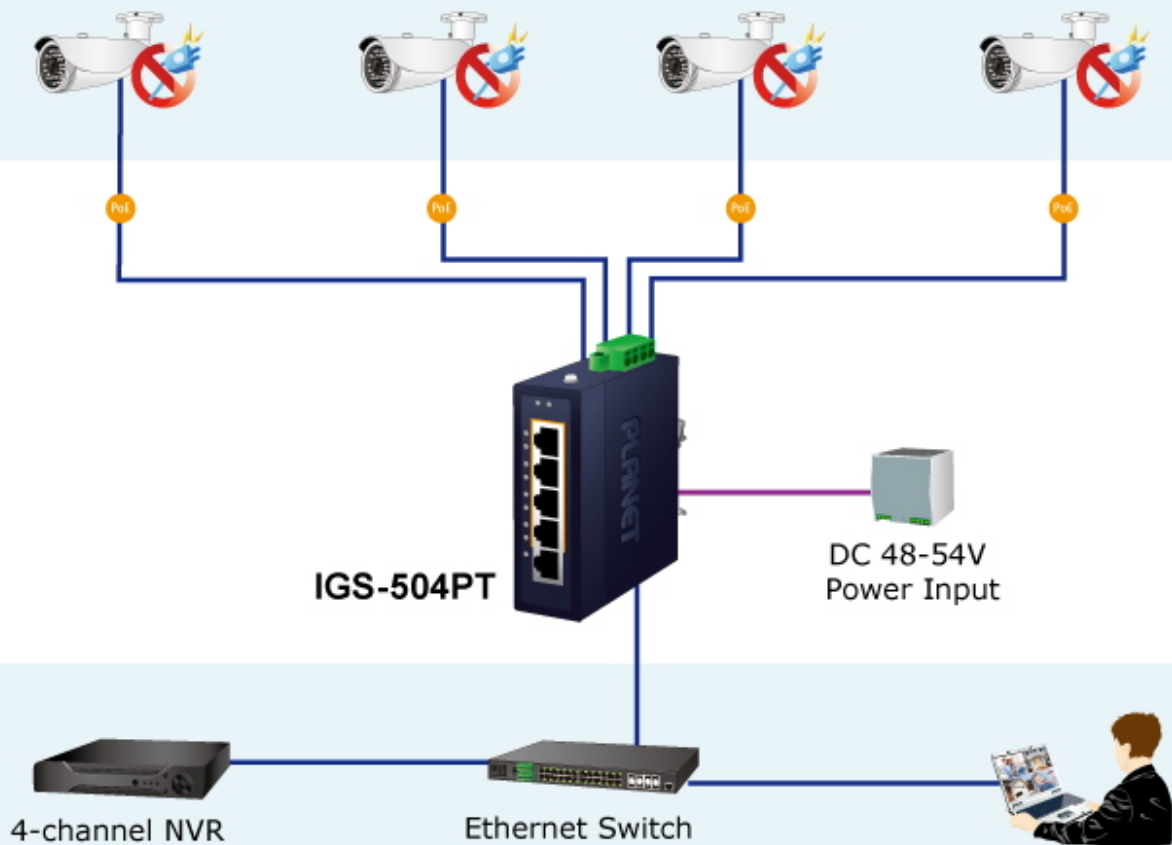 PoE
PoE
PoE
PoE
PLANET
IGS-504PT
DC 48-54V
Power Input
4-channel NVR
Ethernet Switch